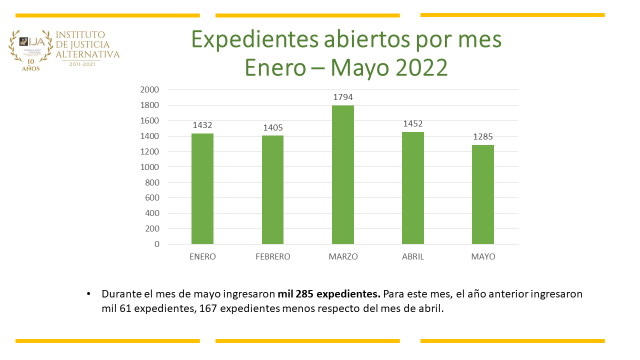 IJA
10
AÑOS
INSTITUTO
DE JUSTICIA
ALTERNATIVA
2011-2021
Expedientes abiertos por mes
Enero – Mayo 2022
2000
1800
1600
1400
1200
1000
800
600
400
200
0
1432
1405
1794
1452
1285
ENERO
FEBRERO
MARZO
ABRIL
MAYO
• Durante el mes de mayo ingresaron mil 285 expedientes. Para este mes, el año anterior ingresaron
mil 61 expedientes, 167 expedientes menos respecto del mes de abril.